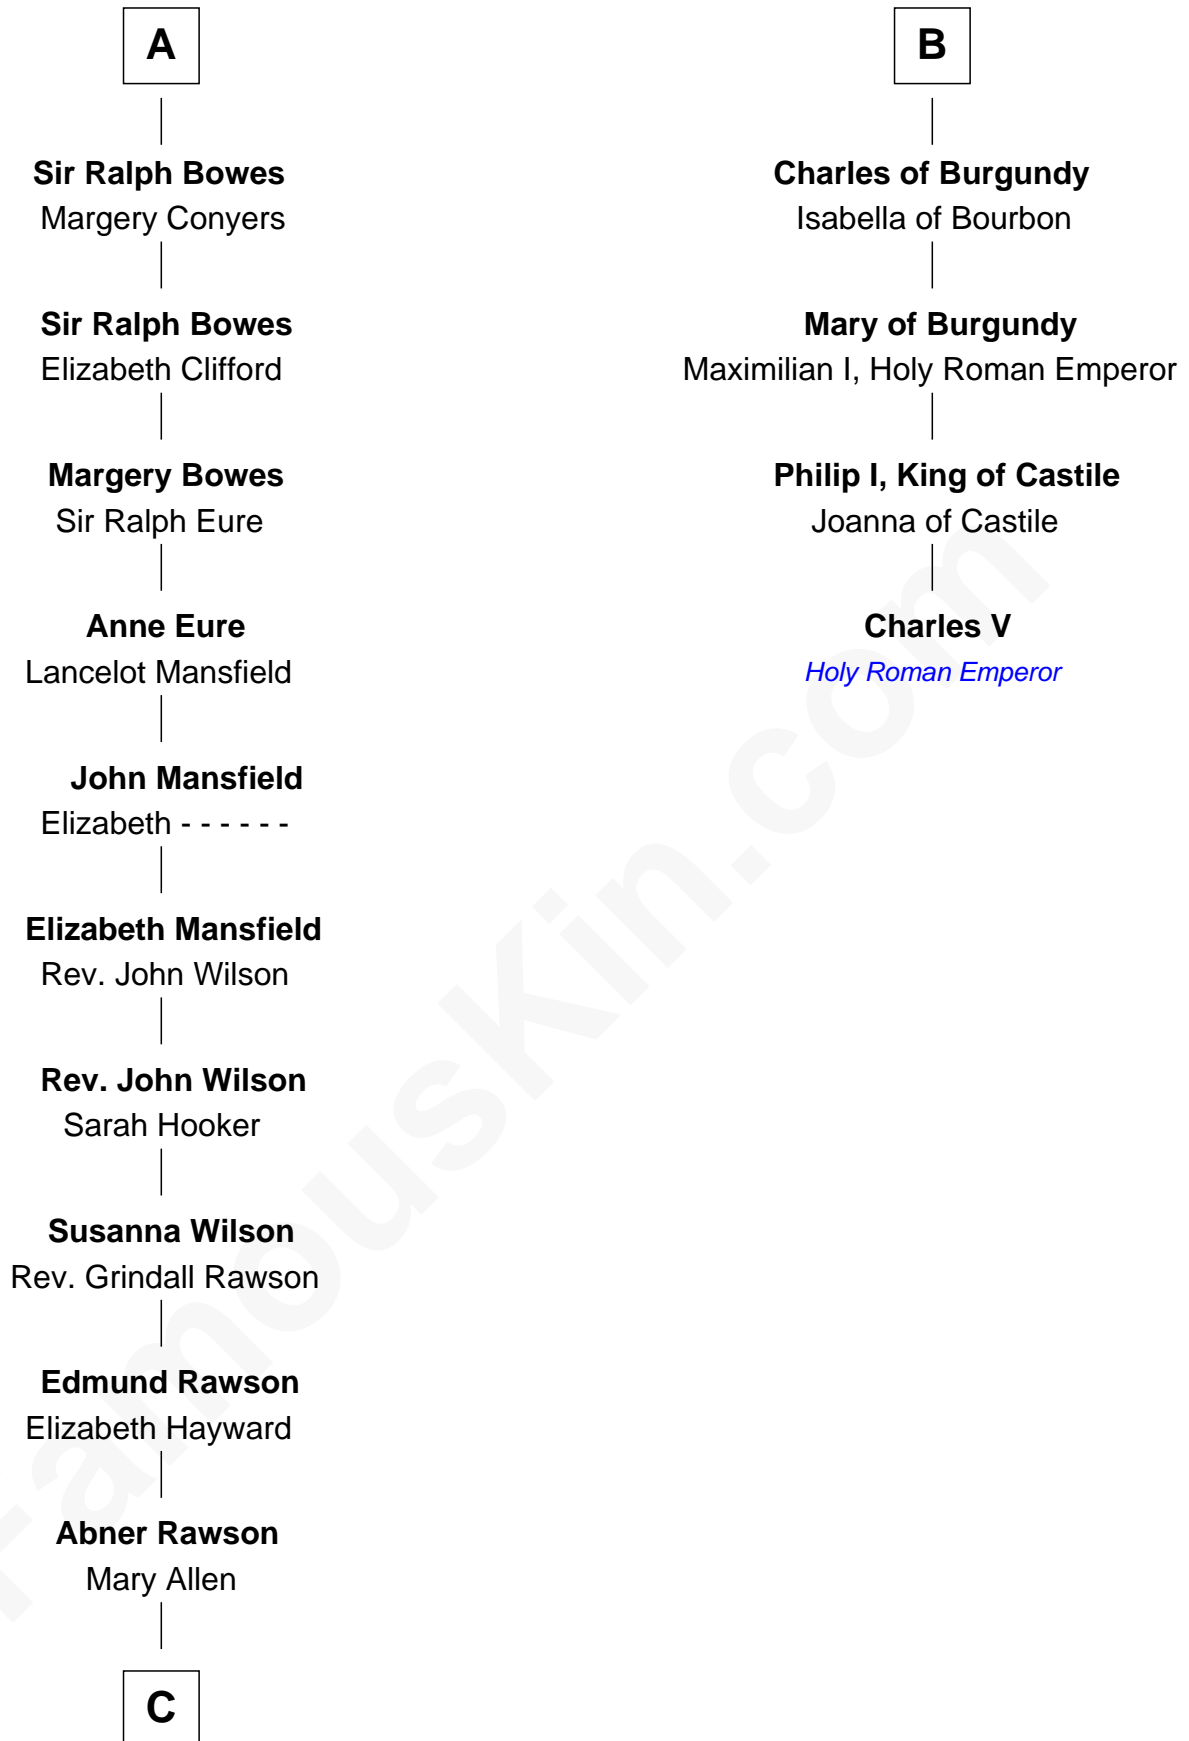 A
Sir Ralph Bowes
Margery Conyers
Sir Ralph Bowes
Elizabeth Clifford
Margery Bowes
Sir Ralph Eure
Anne Eure
Lancelot Mansfield
John Mansfield
Elizabeth - - - - - -
Elizabeth Mansfield
Rev. John Wilson
Rev. John Wilson
Sarah Hooker
Susanna Wilson
Rev. Grindall Rawson
Edmund Rawson
Elizabeth Hayward
Abner Rawson
Mary Allen
C
B
Charles of Burgundy
Isabella of Bourbon
Mary of Burgundy
Maximilian I, Holy Roman Emperor
Philip I, King of Castile
Joanna of Castile
Charles V
Holy Roman Emperor
FamousKin.com